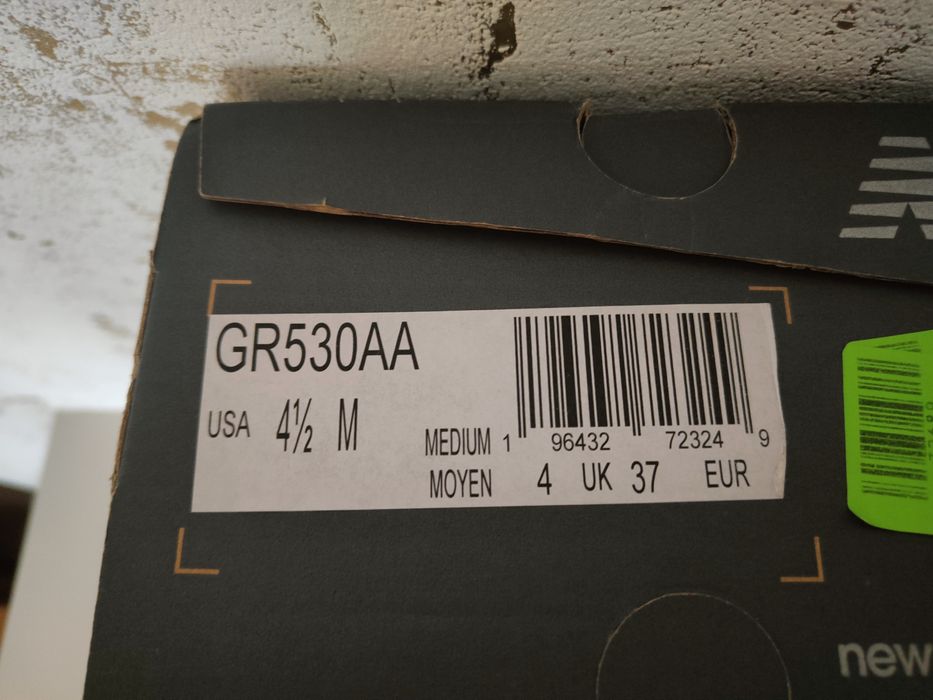 GR530AA
USA 4½ M
MEDIUM 1 96432 72324 9
MOYEN 4 UK 37 EUR
new